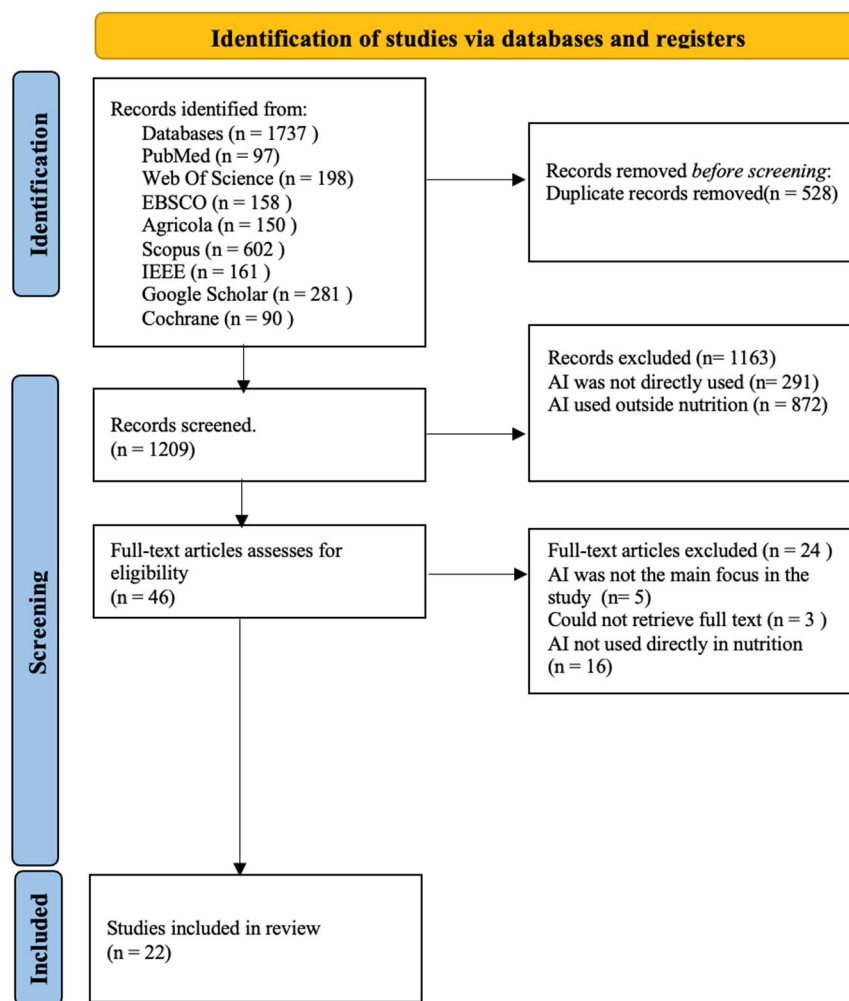 Identification of studies via databases and registers
Identification
Records identified from:
Databases (n = 1737 )
PubMed (n = 97)
Web Of Science (n = 198)
EBSCO (n = 158 )
Agricola (n = 150 )
Scopus (n = 602 )
IEEE (n = 161 )
Google Scholar (n = 281 )
Cochrane (n = 90 )
Records removed before screening:
Duplicate records removed(n = 528)
Screening
Records screened.
(n = 1209)
Records excluded (n= 1163)
AI was not directly used (n= 291)
AI used outside nutrition (n = 872)
Full-text articles assesses for
eligibility
(n = 46)
Full-text articles excluded (n = 24 )
AI was not the main focus in the
study (n= 5)
Could not retrieve full text (n = 3 )
AI not used directly in nutrition
(n = 16)
Included
Studies included in review
(n = 22)